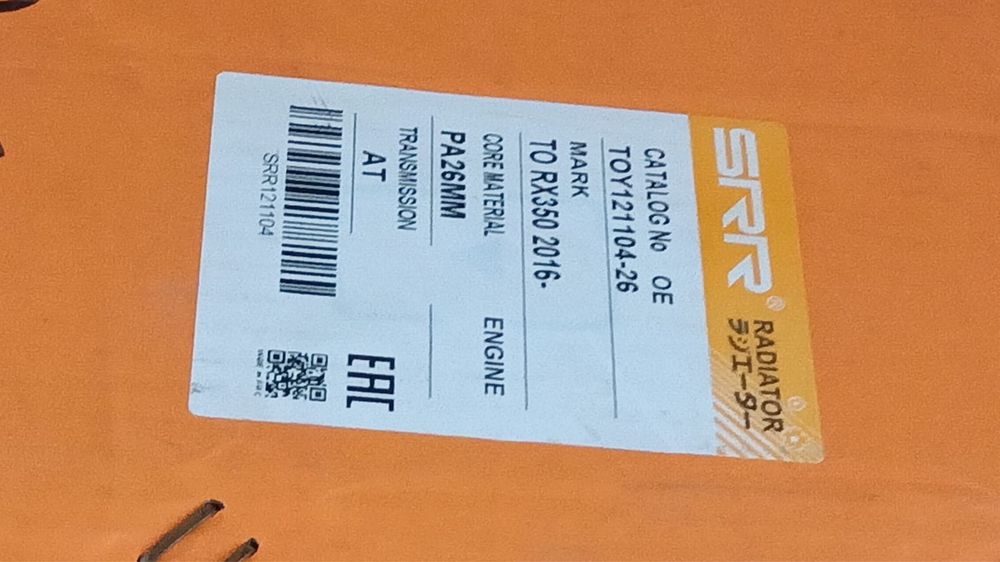 SRR®
RADIATOR
ラジエーター
CATALOG No OE
TOY121104-26
MARK
TO RX350 2016-
CORE MATERIAL ENGINE
PA26MM
TRANSMISSION
AT
EAC
SRR121104